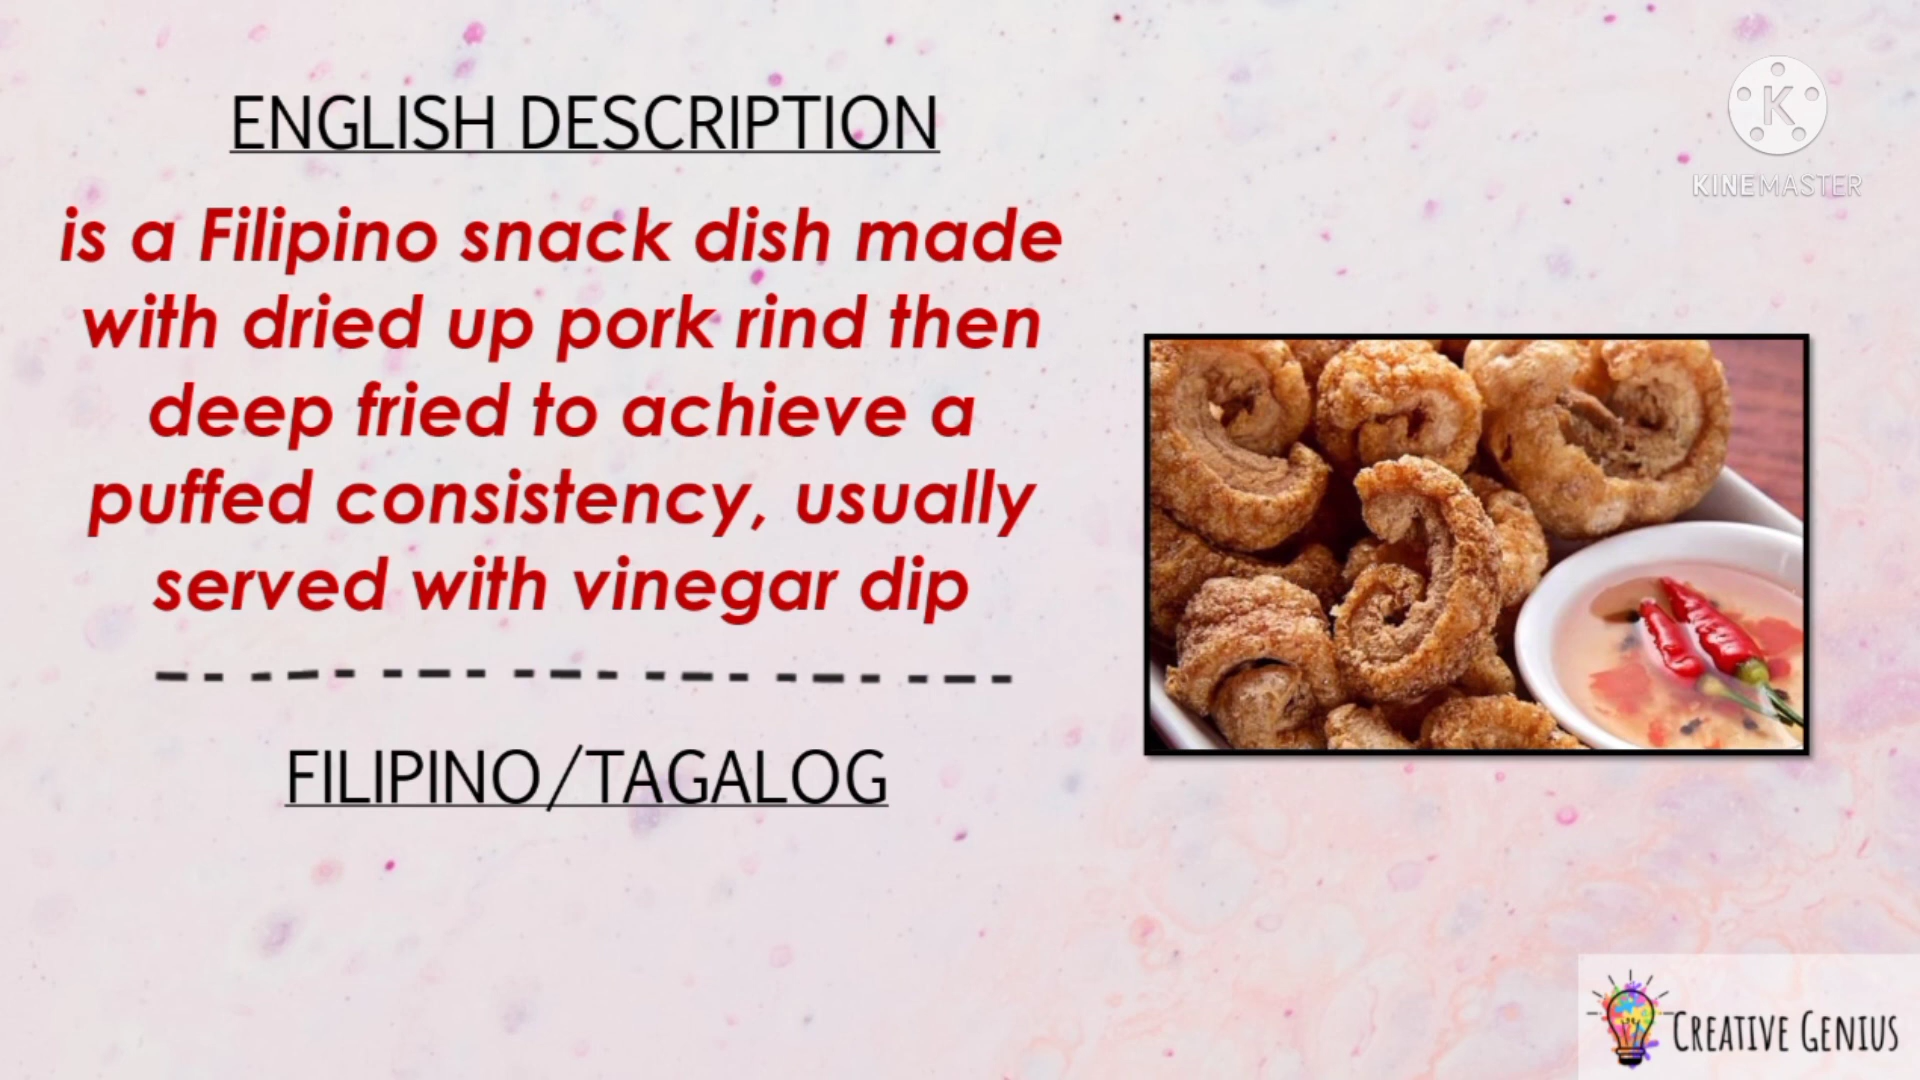 ENGLISH DESCRIPTION
is a Filipino snack dish made
with dried up pork rind then
deep fried to achieve a
puffed consistency, usually
served with vinegar dip
FILIPINO/TAGALOG
K
KINEMASTER
CREATIVE GENIUS